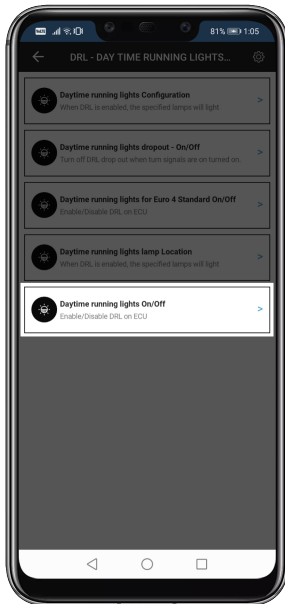 81% 1:05
DRL - DAY TIME RUNNING LIGHTS...
Daytime running lights Configuration
When DRL is enabled, the specified lamps will light
Daytime running lights dropout - On/Off
Turn off DRL drop out when turn signals are on turned on.
Daytime running lights for Euro 4 Standard On/Off
Enable/Disable DRL on ECU
Daytime running lights lamp Location
When DRL is enabled, the specified lamps will light
Daytime running lights On/Off
Enable/Disable DRL on ECU